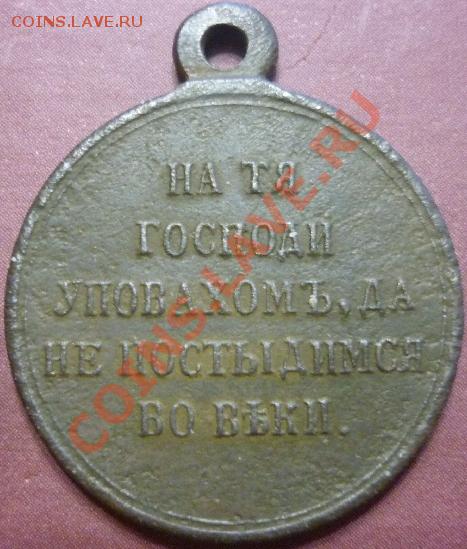 COINS.LAVE.RU
НА ТЯ
ГОСПОДИ
УПОВАХОМЪ, ДА
НЕ ПОСТЫДИМСЯ
ВО ВѢКИ.
COINS.LAVE.RU